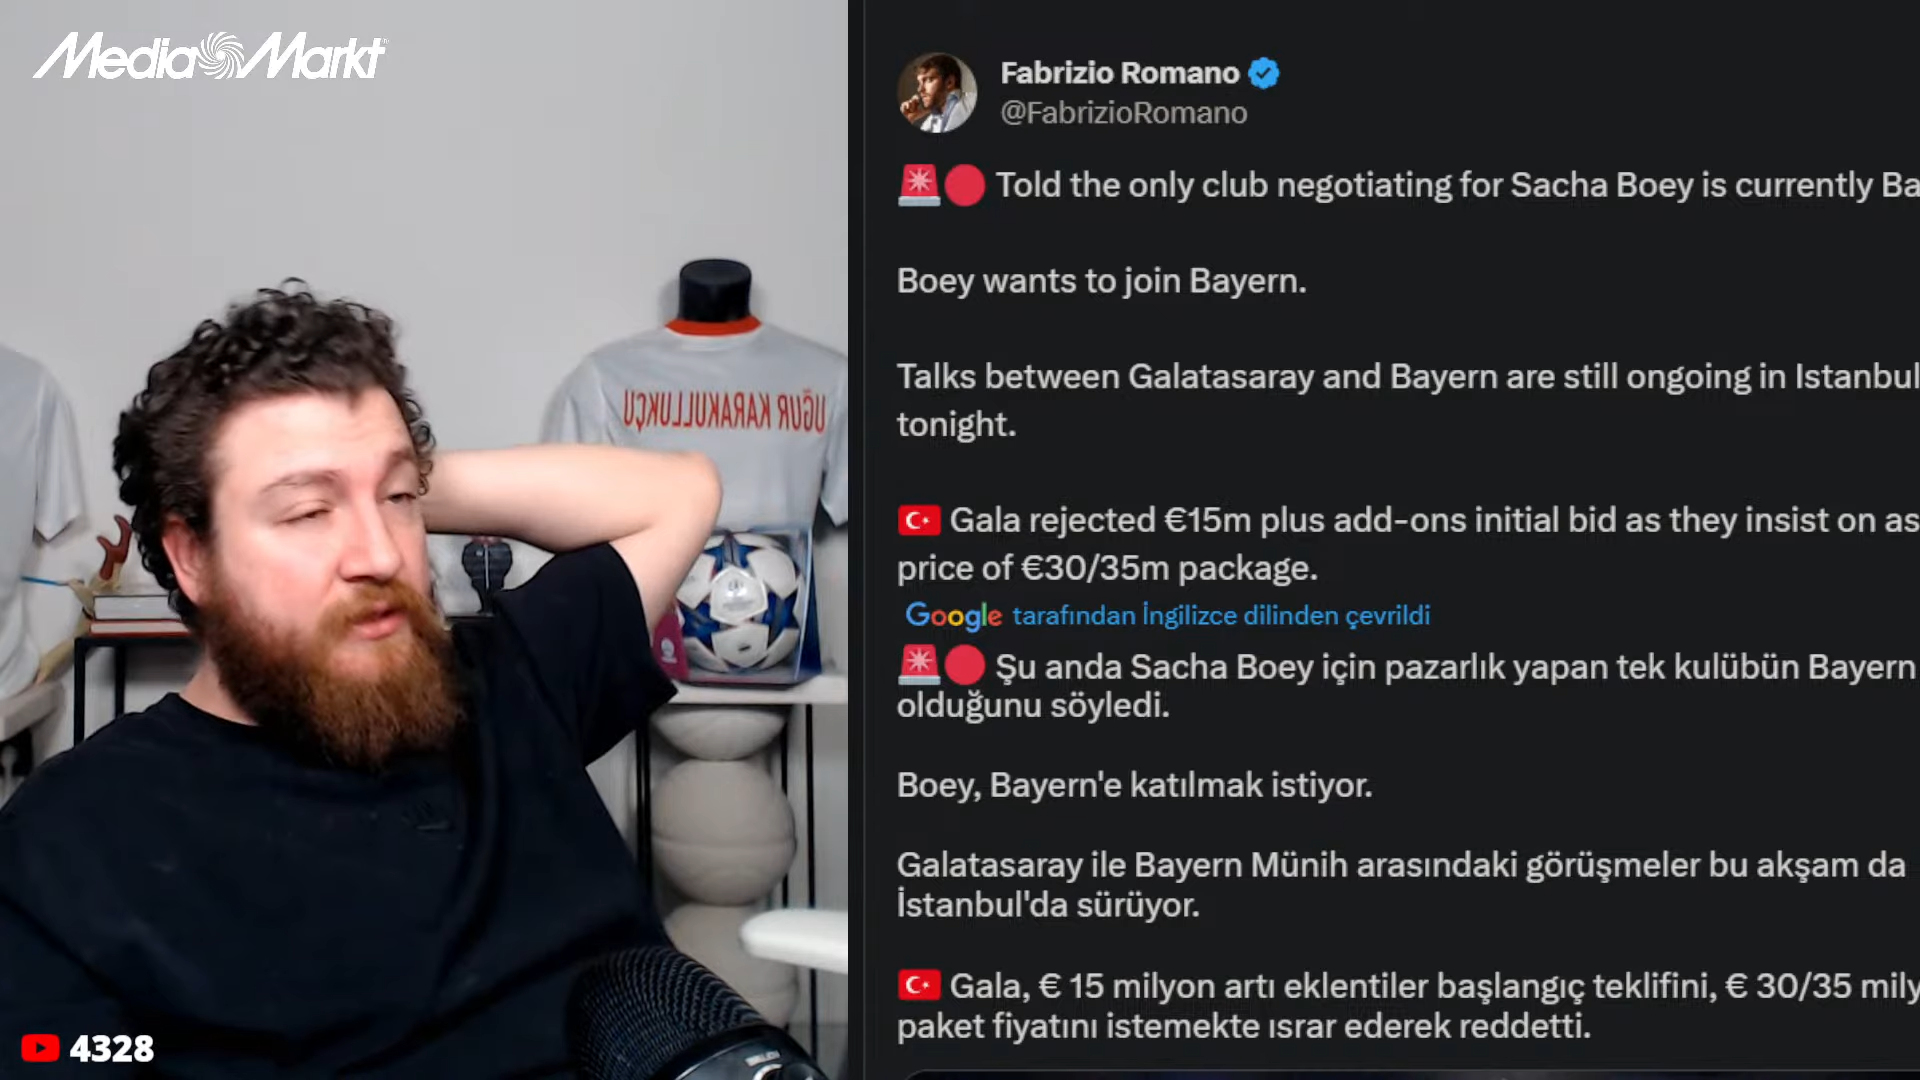 MediaMarkt
UĞUR KARAKULLUKÇU
4328
Fabrizio Romano
@FabrizioRomano
Told the only club negotiating for Sacha Boey is currently Ba
Boey wants to join Bayern.
Talks between Galatasaray and Bayern are still ongoing in Istanbul
tonight.
Gala rejected €15m plus add-ons initial bid as they insist on as
price of €30/35m package.
Google tarafından İngilizce dilinden çevrildi
Şu anda Sacha Boey için pazarlık yapan tek kulübün Bayern
olduğunu söyledi.
Boey, Bayern'e katılmak istiyor.
Galatasaray ile Bayern Münih arasındaki görüşmeler bu akşam da
İstanbul'da sürüyor.
Gala, € 15 milyon artı eklentiler başlangıç teklifini, € 30/35 mily
paket fiyatını istemekte ısrar ederek reddetti.